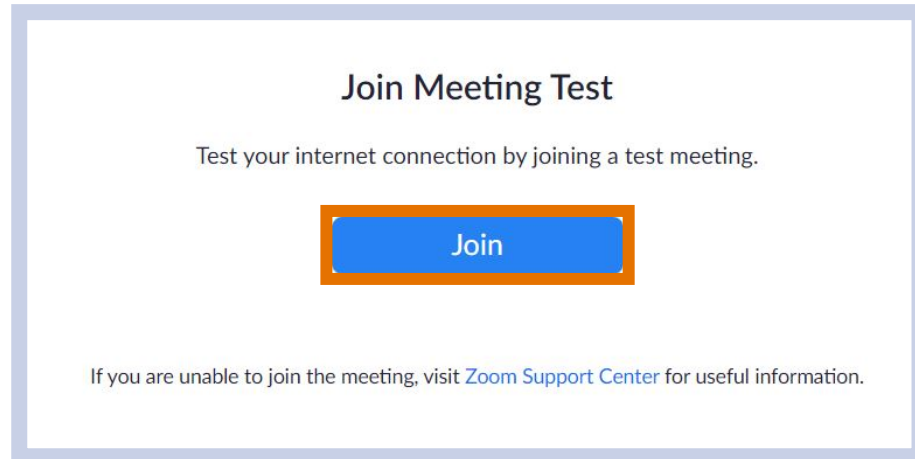 Join Meeting Test
Test your internet connection by joining a test meeting.
Join
If you are unable to join the meeting, visit Zoom Support Center for useful information.